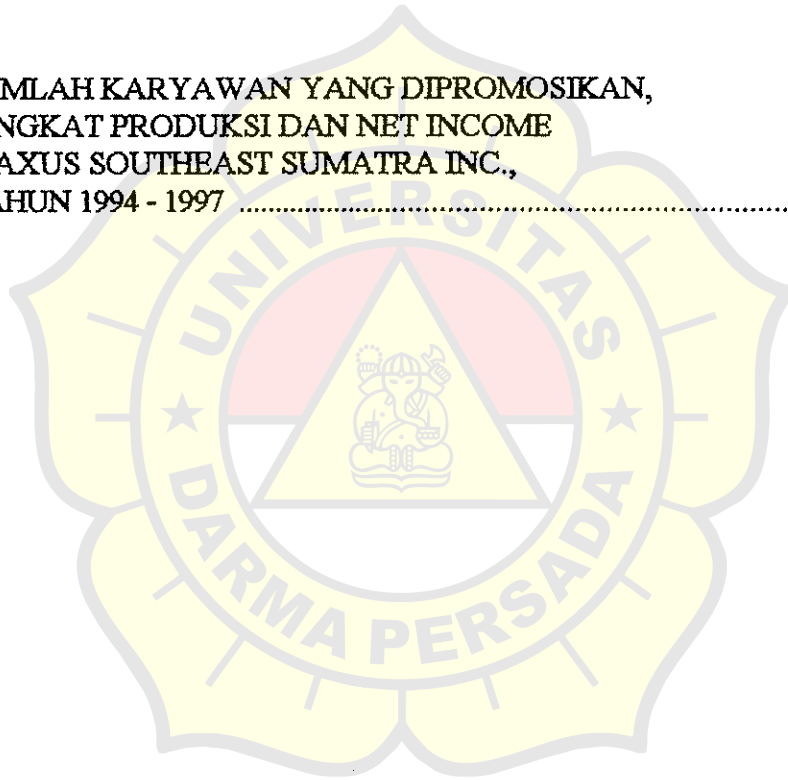 MLAH KARYAWAN YANG DIPROMOSIKAN,
NGKAT PRODUKSI DAN NET INCOME
AXUS SOUTHEAST SUMATRA INC.,
AHUN 1994 - 1997 ........................................................................
UNIVERSITAS
DARMA PERSADA